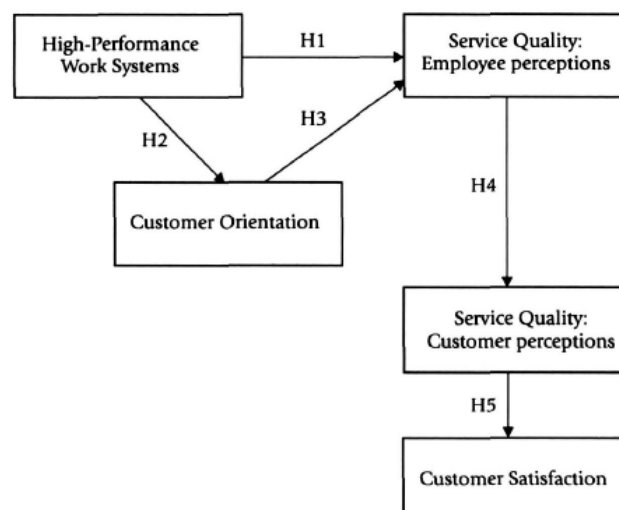 High-Performance
Work Systems
H1
Service Quality:
Employee perceptions
H2
H3
Customer Orientation
H4
Service Quality:
Customer perceptions
H5
Customer Satisfaction